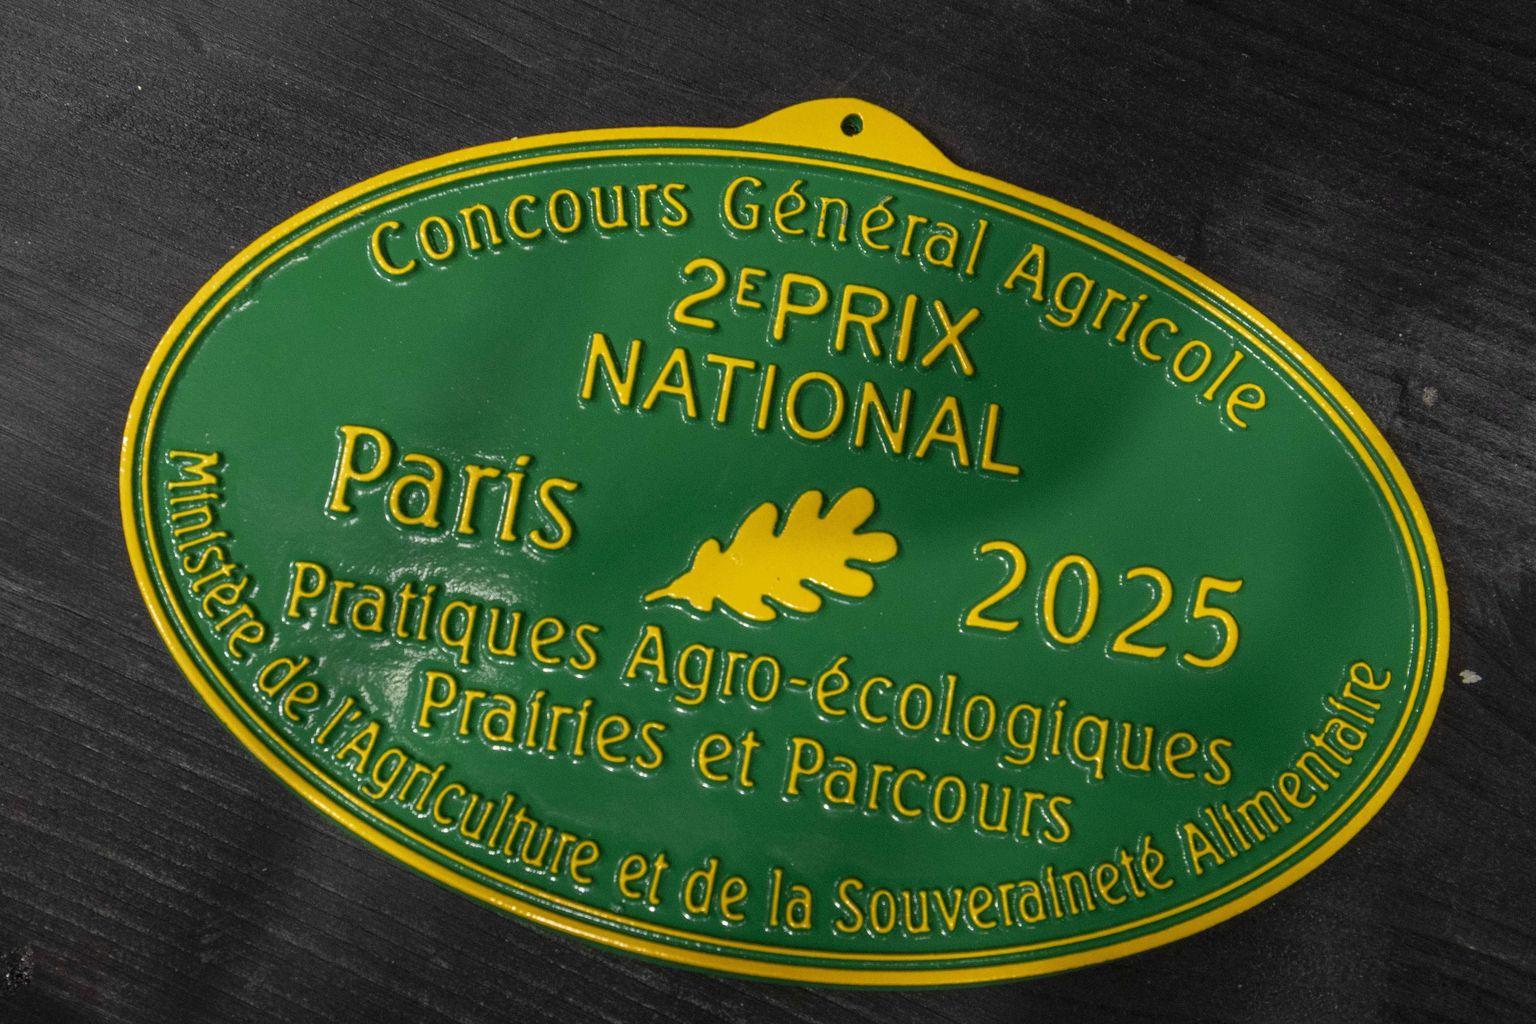 Concours Général Agricole
2E PRIX
NATIONAL
Paris 2025
Pratiques Agro-écologiques
Prairies et Parcours
Ministère de l'Agriculture et de la Souveraineté Alimentaire